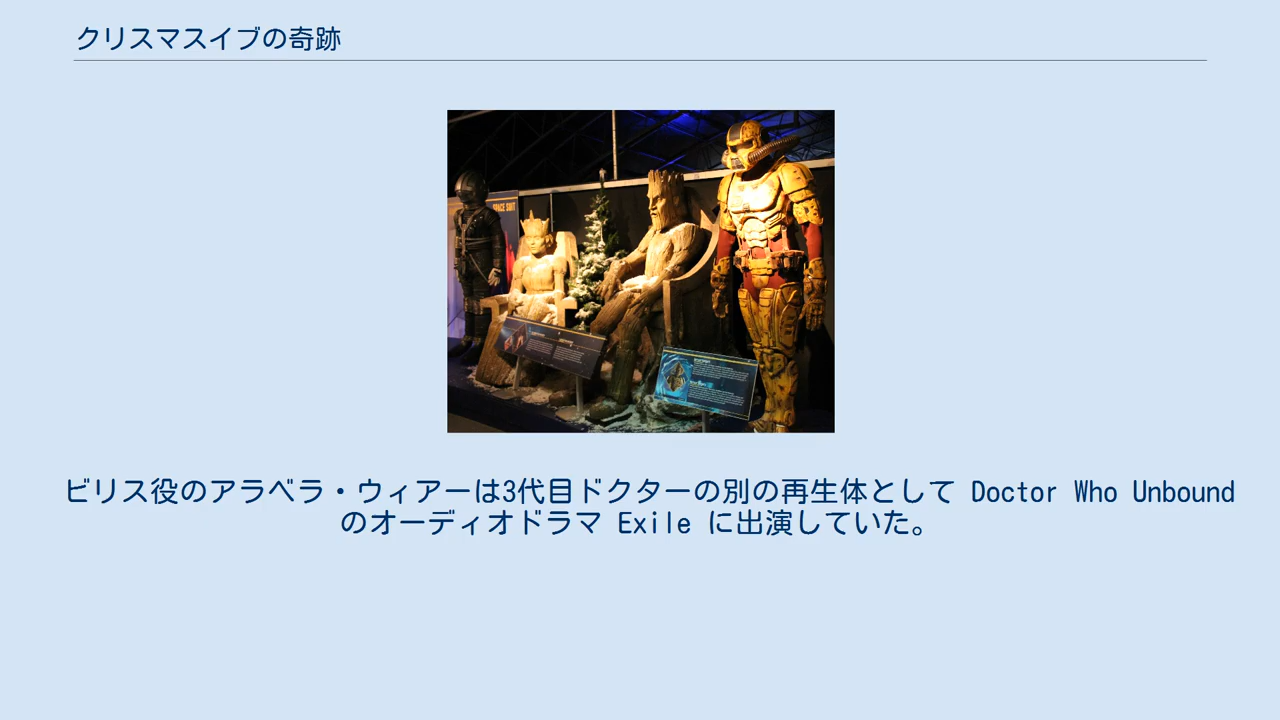 クリスマスイブの奇跡
SPACE SUIT
ビリス役のアラベラ・ウィアーは3代目ドクターの別の再生体として Doctor Who Unbound
のオーディオドラマ Exile に出演していた。